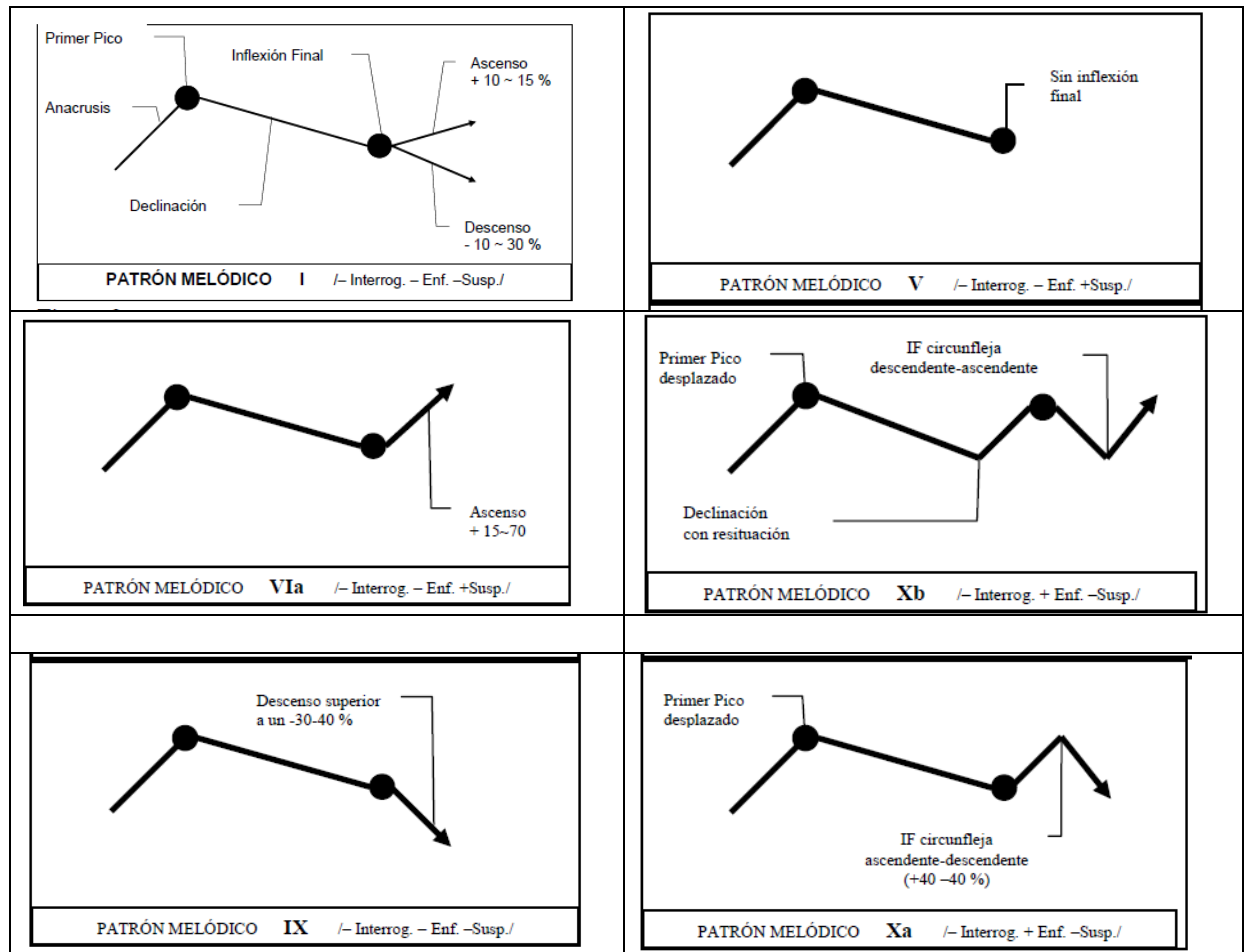 Primer Pico
Inflexión Final
Ascenso
+ 10 ~ 15 %
Anacrusis
Declinación
Descenso
- 10 ~ 30 %
PATRÓN MELÓDICO I /– Interrog. – Enf. –Susp./
Sin inflexión
final
PATRÓN MELÓDICO V /– Interrog. – Enf. +Susp./
Ascenso
+ 15~70
PATRÓN MELÓDICO VIa /– Interrog. – Enf. +Susp./
Primer Pico
desplazado
IF circunfleja
descendente-ascendente
Declinación
con resituación
PATRÓN MELÓDICO Xb /– Interrog. + Enf. –Susp./
Descenso superior
a un -30-40 %
PATRÓN MELÓDICO IX /– Interrog. – Enf. –Susp./
Primer Pico
desplazado
IF circunfleja
ascendente-descendente
(+40 –40 %)
PATRÓN MELÓDICO Xa /– Interrog. + Enf. –Susp./